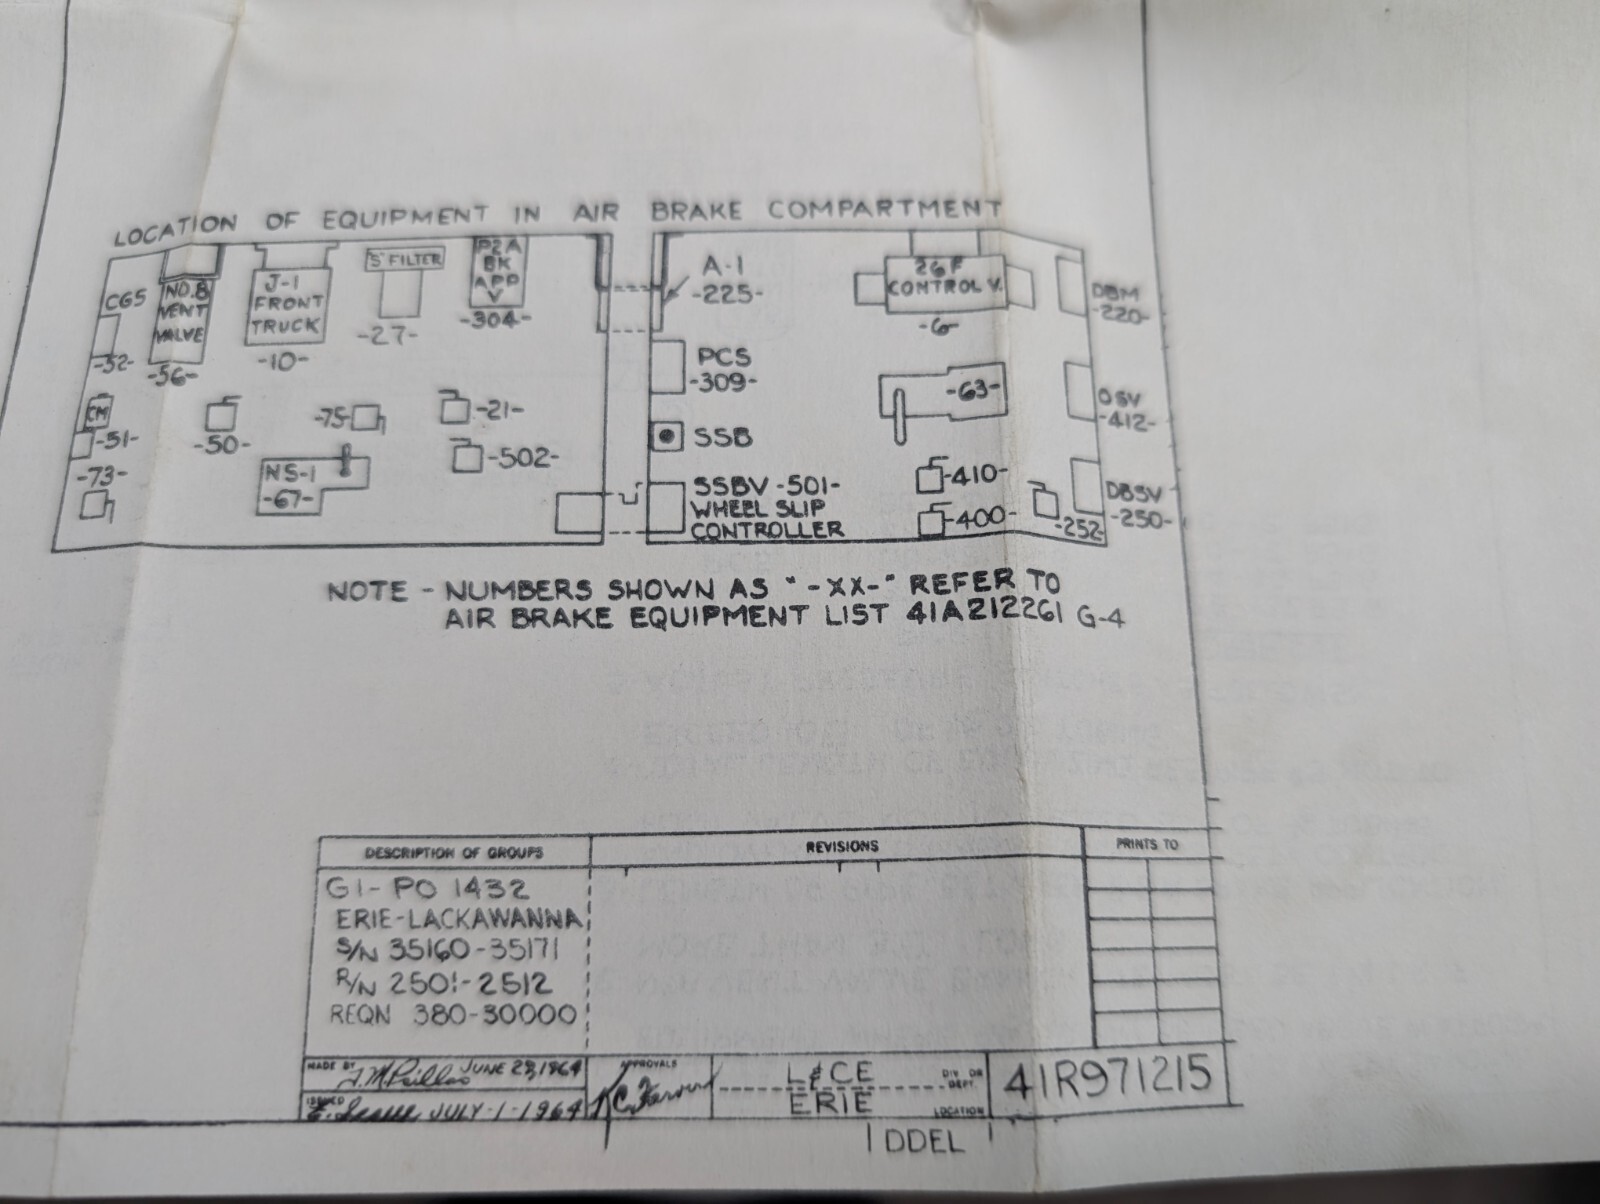 LOCATION OF EQUIPMENT IN AIR BRAKE COMPARTMENT
CG5
-52-
NO.8
VENT
VALVE
-56-
J-1
FRONT
TRUCK
-10-
"S" FILTER
-27-
P2A
BK
APP
V
-304-
A-1
-225-
26F
CONTROL V.
-6-
DBM
-220-
PCS
-309-
-63-
OSV
-412-
CM
-51-
-50-
-75-
-21-
SSB
-73-
NS-1
-67-
-502-
SSBV -501-
WHEEL SLIP
CONTROLLER
-410-
-400-
-252-
DBSV
-250-
NOTE - NUMBERS SHOWN AS "-XX-" REFER TO
AIR BRAKE EQUIPMENT LIST 41A212261 G-4
DESCRIPTION OF GROUPS
REVISIONS
PRINTS TO
G1- PO 1432
ERIE-LACKAWANNA
S/N 35160-35171
R/N 2501-2512
REQN 380-30000
MADE BY
JUNE 29, 1964
ISSUED
JULY-1-1964
APPROVALS
L&CE
ERIE
DIV OR
DEPT.
LOCATION
41R971215
DDEL